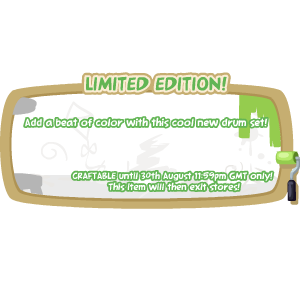 LIMITED EDITION!
Add a beat of color with this cool new drum set!
CRAFTABLE until 30th August 11:59pm GMT only!
This item will then exit stores!